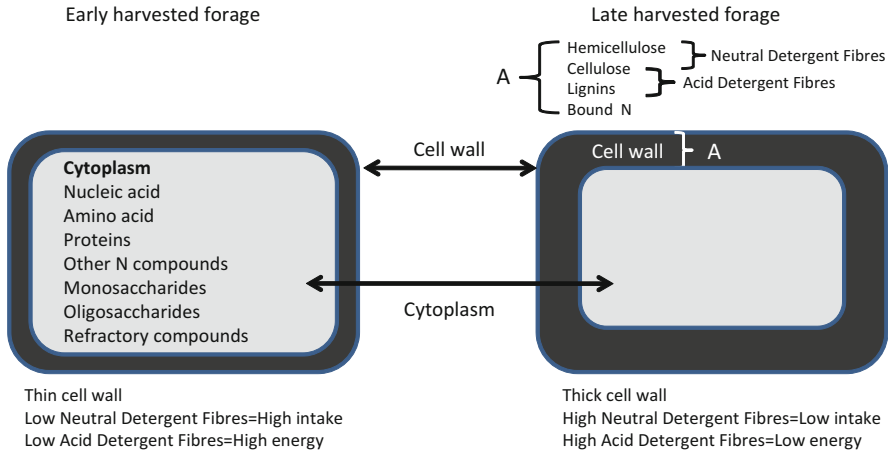 Early harvested forage
Late harvested forage
A
Hemicellulose
Cellulose
Lignins
Bound N
Neutral Detergent Fibres
Acid Detergent Fibres
Cytoplasm
Nucleic acid
Amino acid
Proteins
Other N compounds
Monosaccharides
Oligosaccharides
Refractory compounds
Cell wall
Cytoplasm
Cell wall
A
Thin cell wall
Low Neutral Detergent Fibres=High intake
Low Acid Detergent Fibres=High energy
Thick cell wall
High Neutral Detergent Fibres=Low intake
High Acid Detergent Fibres=Low energy